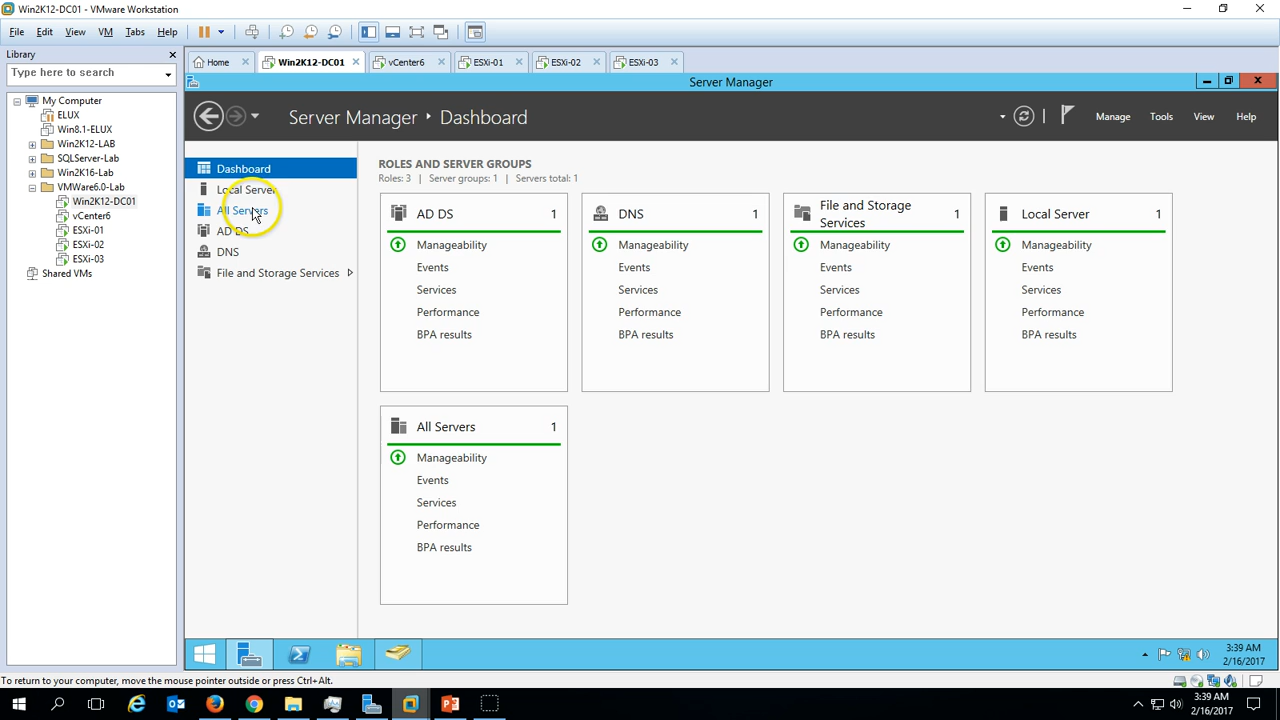 Win2K12-DC01 - VMware Workstation
File Edit View VM Tabs Help
Library
Type here to search
My Computer
ELUX
Win8.1-ELUX
Win2K12-LAB
SQLServer-Lab
Win2K16-Lab
VMWare6.0-Lab
Win2K12-DC01
vCenter6
ESXi-01
ESXi-02
ESXi-03
Shared VMs
Home Win2K12-DC01 vCenter6 ESXi-01 ESXi-02 ESXi-03
Server Manager
Server Manager Dashboard
Manage Tools View Help
Dashboard
Local Server
All Servers
AD DS
DNS
File and Storage Services
ROLES AND SERVER GROUPS
Roles: 3 | Server groups: 1 | Servers total: 1
AD DS 1
Manageability
Events
Services
Performance
BPA results
DNS 1
Manageability
Events
Services
Performance
BPA results
File and Storage
Services 1
Manageability
Events
Services
Performance
BPA results
Local Server 1
Manageability
Events
Services
Performance
BPA results
All Servers 1
Manageability
Events
Services
Performance
BPA results
3:39 AM
2/16/2017
To return to your computer, move the mouse pointer outside or press Ctrl+Alt.
3:39 AM
2/16/2017